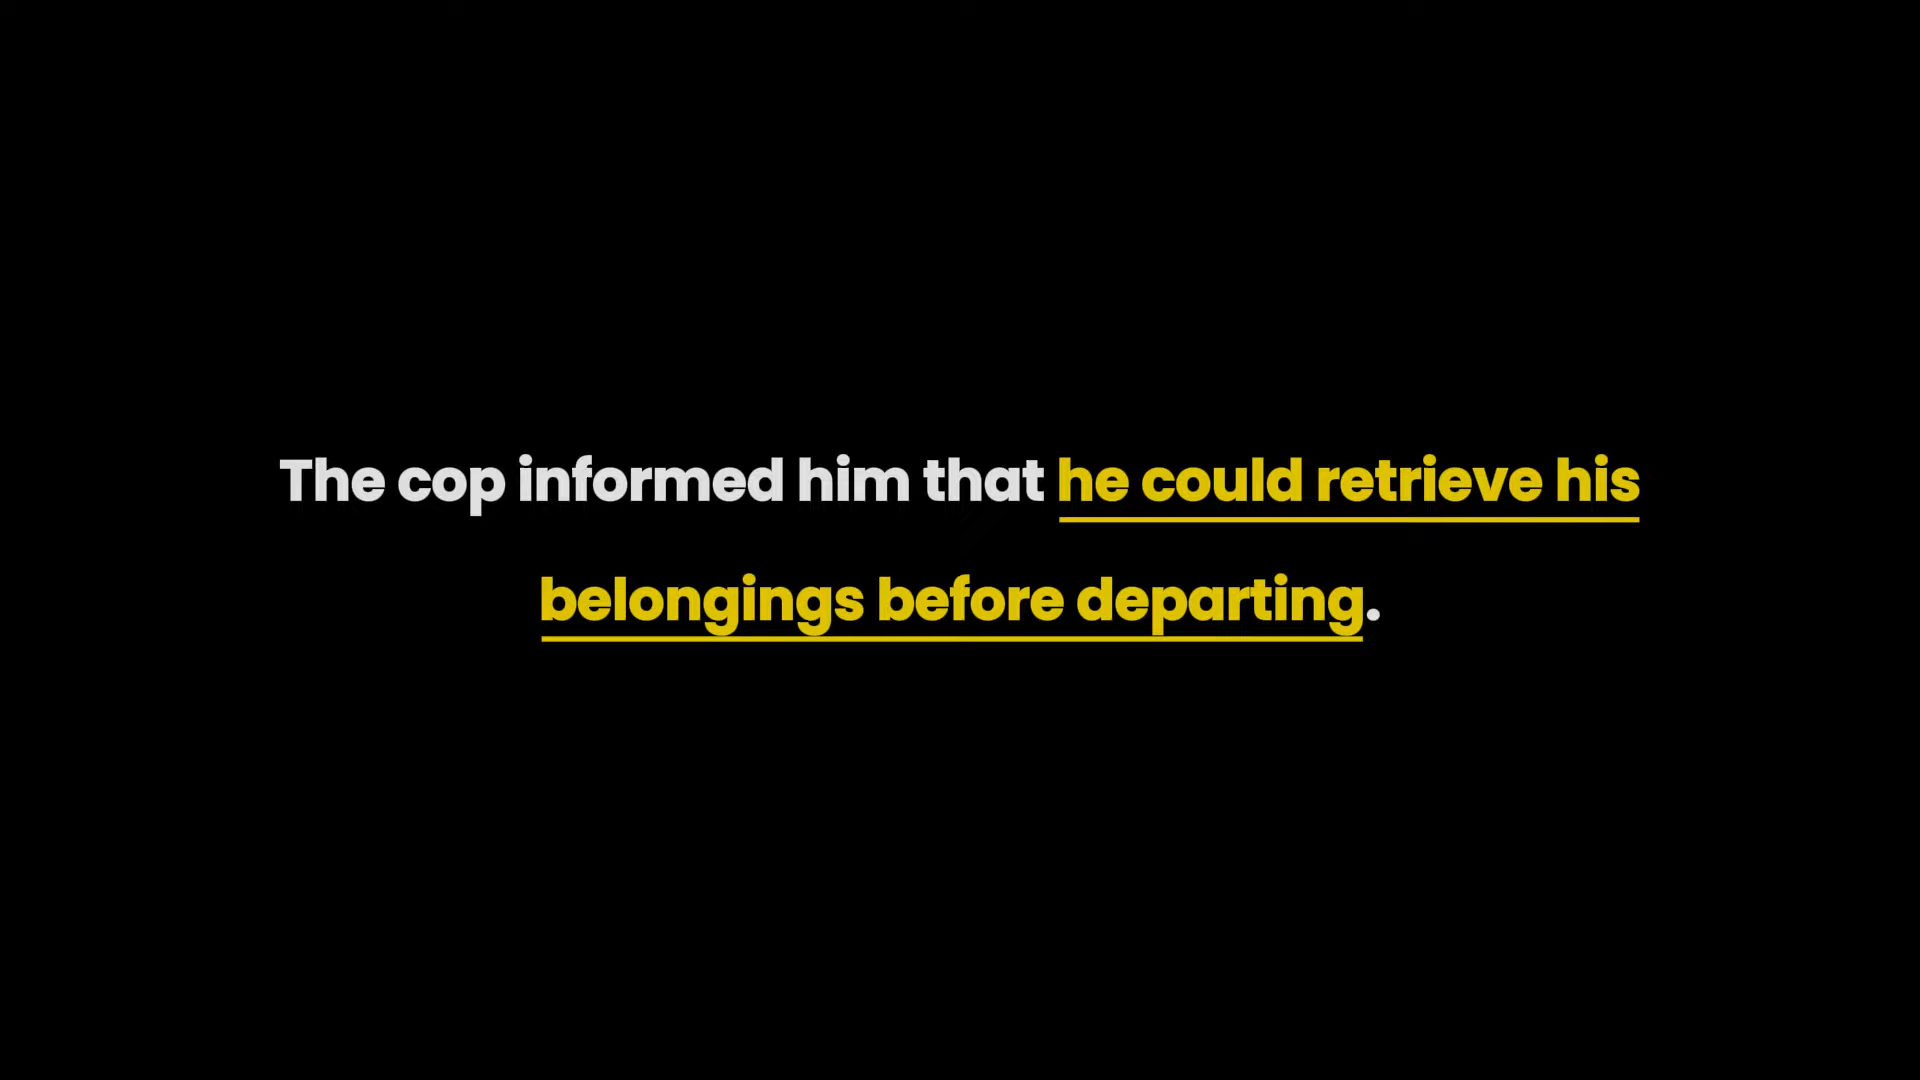 The cop informed him that he could retrieve his
belongings before departing.